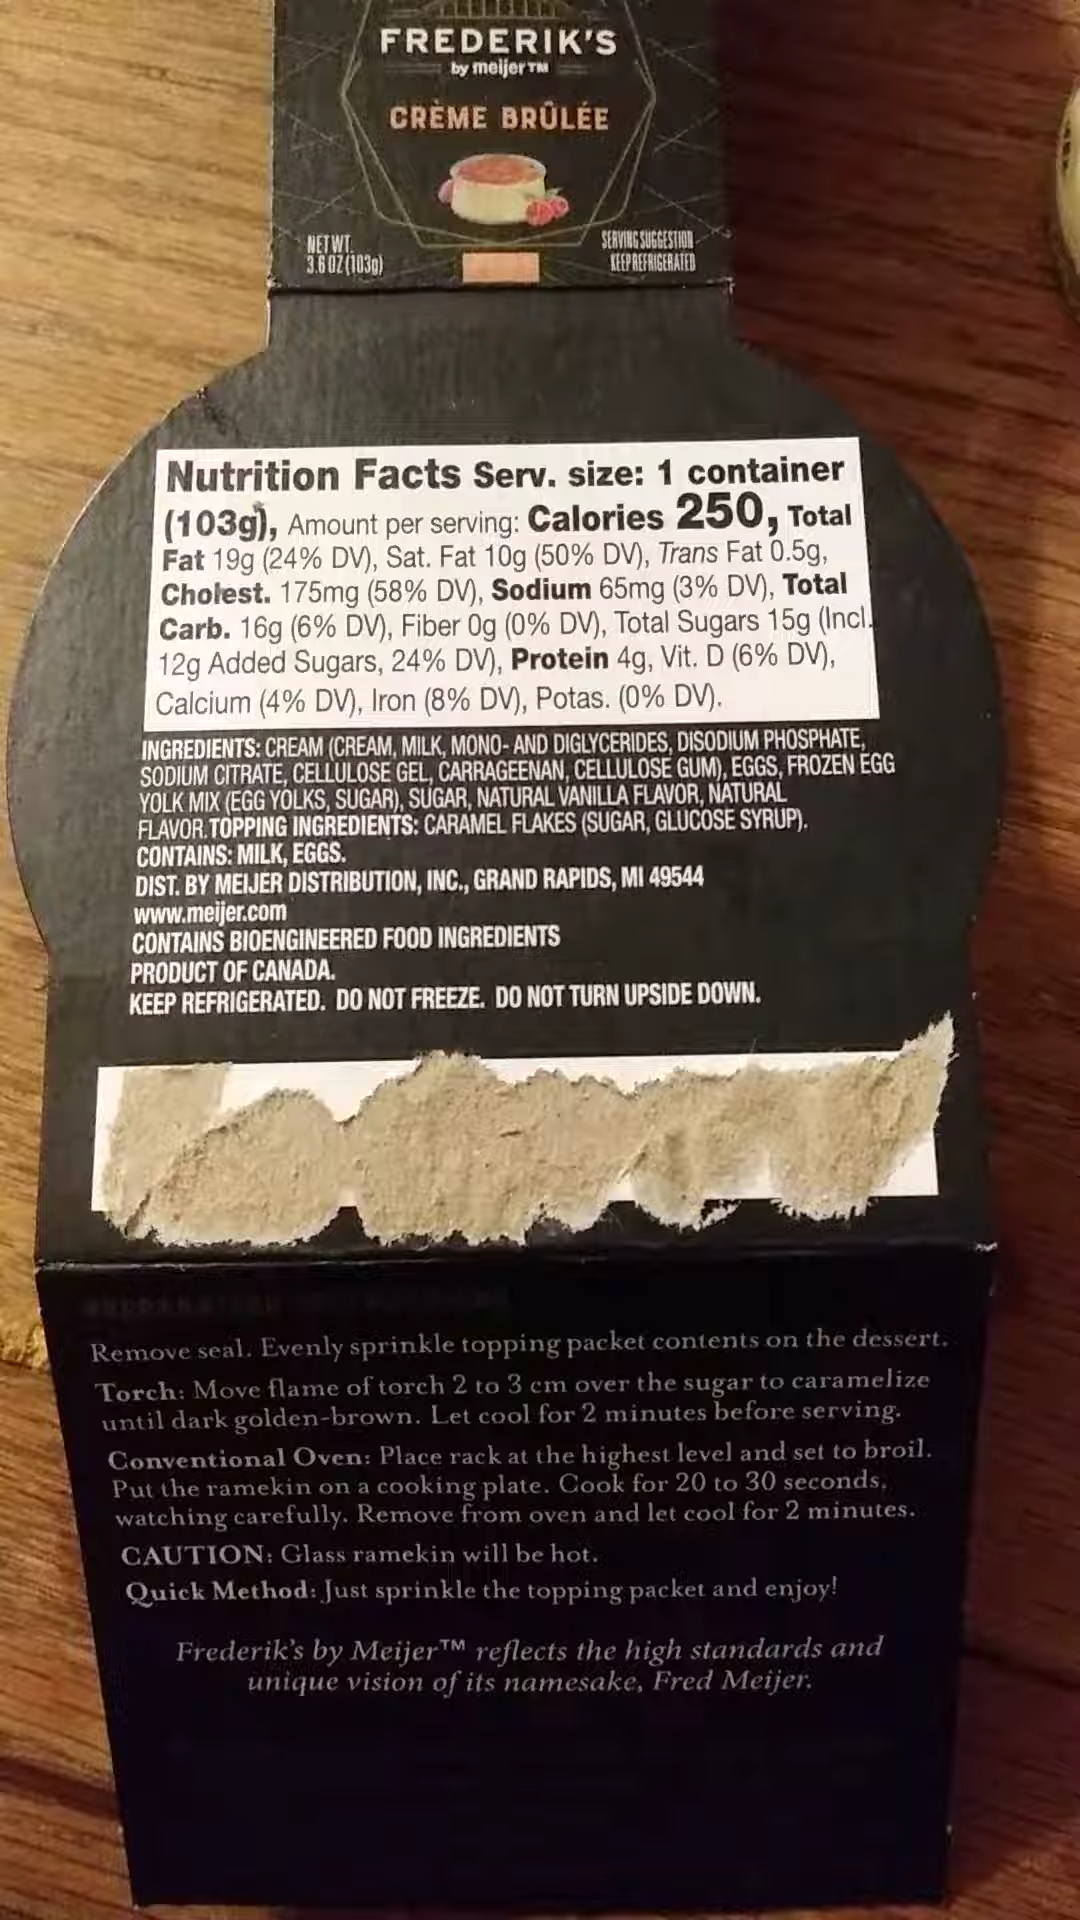 FREDERIK'S
by meijer™
CRÈME BRÛLÉE
NET WT.
3.6 OZ (103g)
SERVING SUGGESTION
KEEP REFRIGERATED
Nutrition Facts Serv. size: 1 container
(103g), Amount per serving: Calories 250, Total
Fat 19g (24% DV), Sat. Fat 10g (50% DV), Trans Fat 0.5g,
Cholest. 175mg (58% DV), Sodium 65mg (3% DV), Total
Carb. 16g (6% DV), Fiber 0g (0% DV), Total Sugars 15g (Incl.
12g Added Sugars, 24% DV), Protein 4g, Vit. D (6% DV),
Calcium (4% DV), Iron (8% DV), Potas. (0% DV).
INGREDIENTS: CREAM (CREAM, MILK, MONO- AND DIGLYCERIDES, DISODIUM PHOSPHATE,
SODIUM CITRATE, CELLULOSE GEL, CARRAGEENAN, CELLULOSE GUM), EGGS, FROZEN EGG
YOLK MIX (EGG YOLKS, SUGAR), SUGAR, NATURAL VANILLA FLAVOR, NATURAL
FLAVOR. TOPPING INGREDIENTS: CARAMEL FLAKES (SUGAR, GLUCOSE SYRUP).
CONTAINS: MILK, EGGS.
DIST. BY MEIJER DISTRIBUTION, INC., GRAND RAPIDS, MI 49544
www.meijer.com
CONTAINS BIOENGINEERED FOOD INGREDIENTS
PRODUCT OF CANADA.
KEEP REFRIGERATED. DO NOT FREEZE. DO NOT TURN UPSIDE DOWN.
Remove seal. Evenly sprinkle topping packet contents on the dessert.
Torch: Move flame of torch 2 to 3 cm over the sugar to caramelize
until dark golden-brown. Let cool for 2 minutes before serving.
Conventional Oven: Place rack at the highest level and set to broil.
Put the ramekin on a cooking plate. Cook for 20 to 30 seconds,
watching carefully. Remove from oven and let cool for 2 minutes.
CAUTION: Glass ramekin will be hot.
Quick Method: Just sprinkle the topping packet and enjoy!
Frederik's by Meijer™ reflects the high standards and
unique vision of its namesake, Fred Meijer.